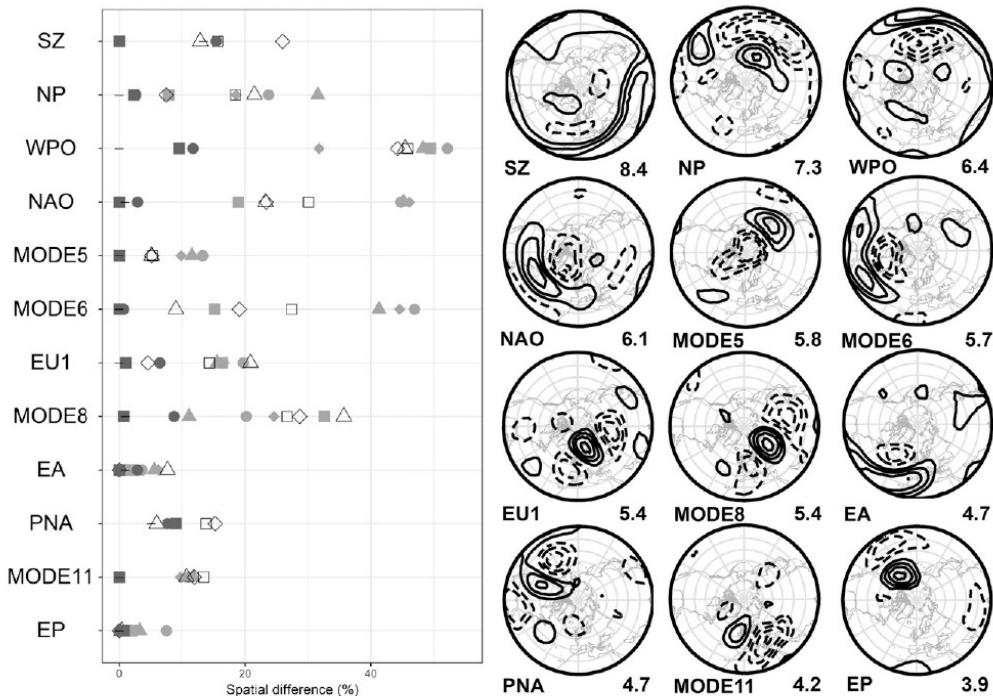 SZ
NP
WPO
NAO
MODE5
MODE6
EU1
MODE8
EA
PNA
MODE11
EP
0 20 40
Spatial difference (%)
SZ 8.4 NP 7.3 WPO 6.4
NAO 6.1 MODE5 5.8 MODE6 5.7
EU1 5.4 MODE8 5.4 EA 4.7
PNA 4.7 MODE11 4.2 EP 3.9